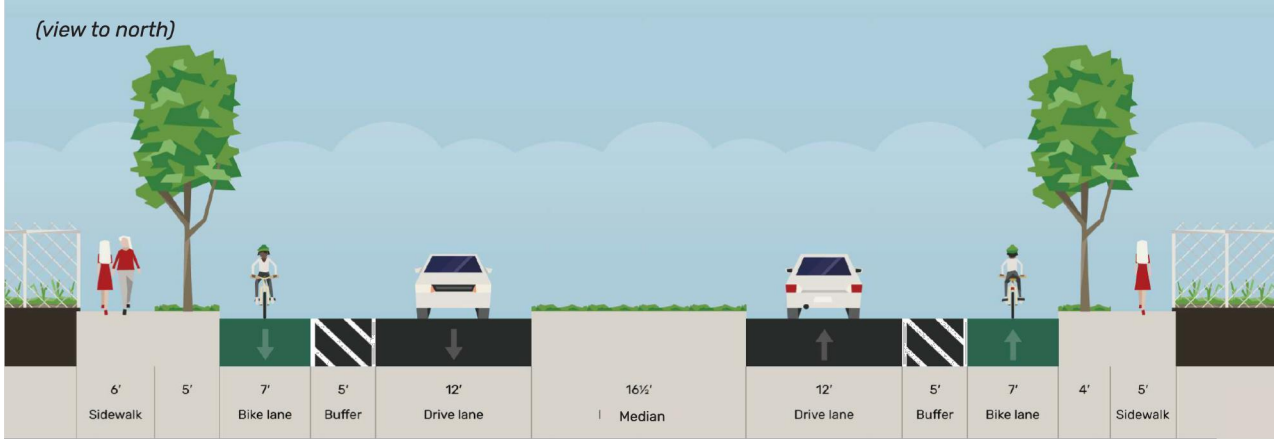 (view to north)
6’ 5’ 7’ 5’ 12’ 16½’ 12’ 5’ 7’ 4’ 5’
Sidewalk Bike lane Buffer Drive lane Median Drive lane Buffer Bike lane Sidewalk